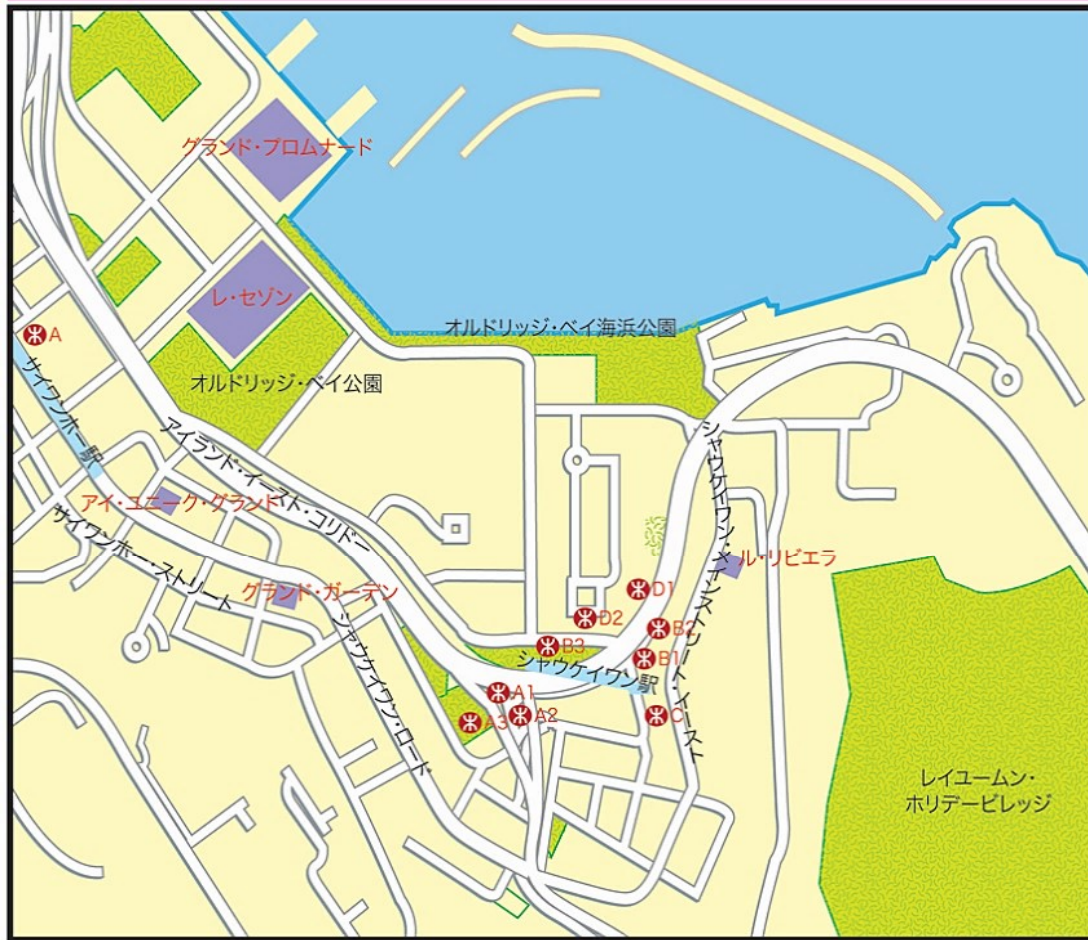 グランド・プロムナード
レ・セゾン
オルドリッジ・ベイ海浜公園
A
サイワンホー駅
オルドリッジ・ベイ公園
アイランド・イースト・コリドー
シャウケイワン・メインストリート・イースト
アイ・ユニーク・グランド
サイワンホー・ストリート
グランド・ガーデン
ル・リビエラ
D1
D2
B2
B3
B1
シャウケイワン駅
シャウケイワン・ロード
A1
A2
A3
C
レイユームン・
ホリデービレッジ